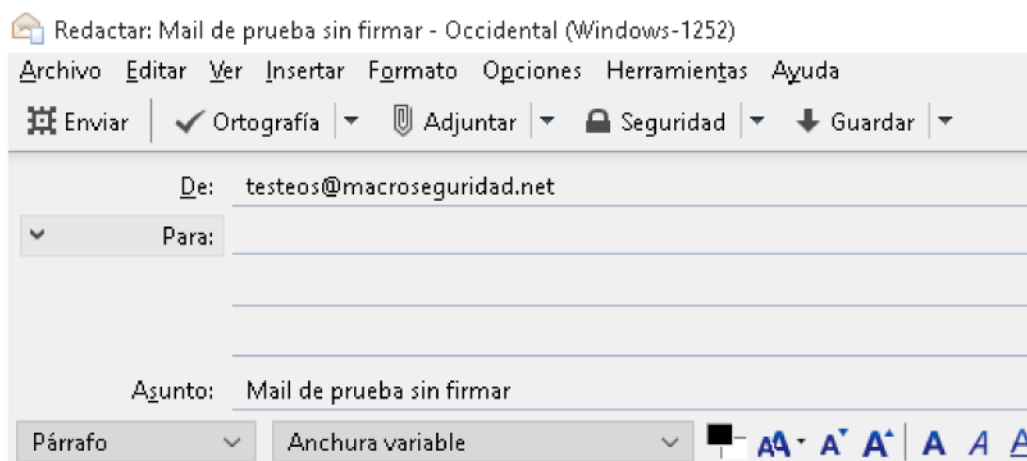 Redactar: Mail de prueba sin firmar - Occidental (Windows-1252)
Archivo Editar Ver Insertar Formato Opciones Herramientas Ayuda
Enviar Ortografía Adjuntar Seguridad Guardar
De: testeos@macroseguridad.net
Para:
Asunto: Mail de prueba sin firmar
Párrafo Anchura variable AA A A A A A